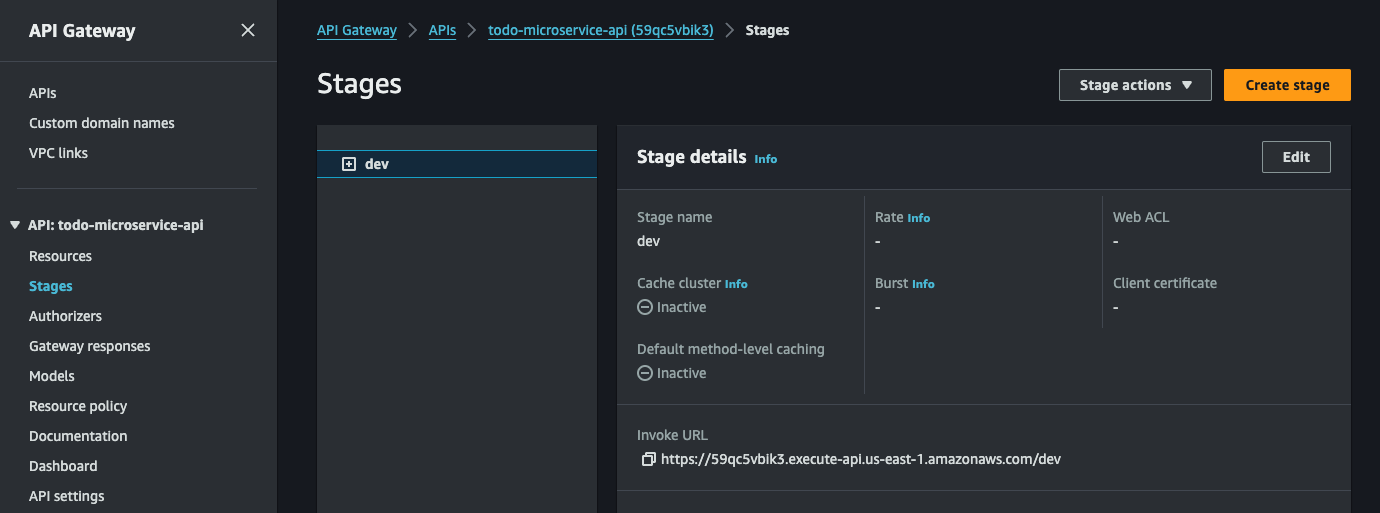 API Gateway
APIs
Custom domain names
VPC links
API: todo-microservice-api
Resources
Stages
Authorizers
Gateway responses
Models
Resource policy
Documentation
Dashboard
API settings
API Gateway > APIs > todo-microservice-api (59qc5vbik3) > Stages
Stages
Stage actions
Create stage
dev
Stage details Info
Edit
Stage name
dev
Cache cluster Info
Inactive
Default method-level caching
Inactive
Rate Info
-
Burst Info
-
Web ACL
-
Client certificate
-
Invoke URL
https://59qc5vbik3.execute-api.us-east-1.amazonaws.com/dev